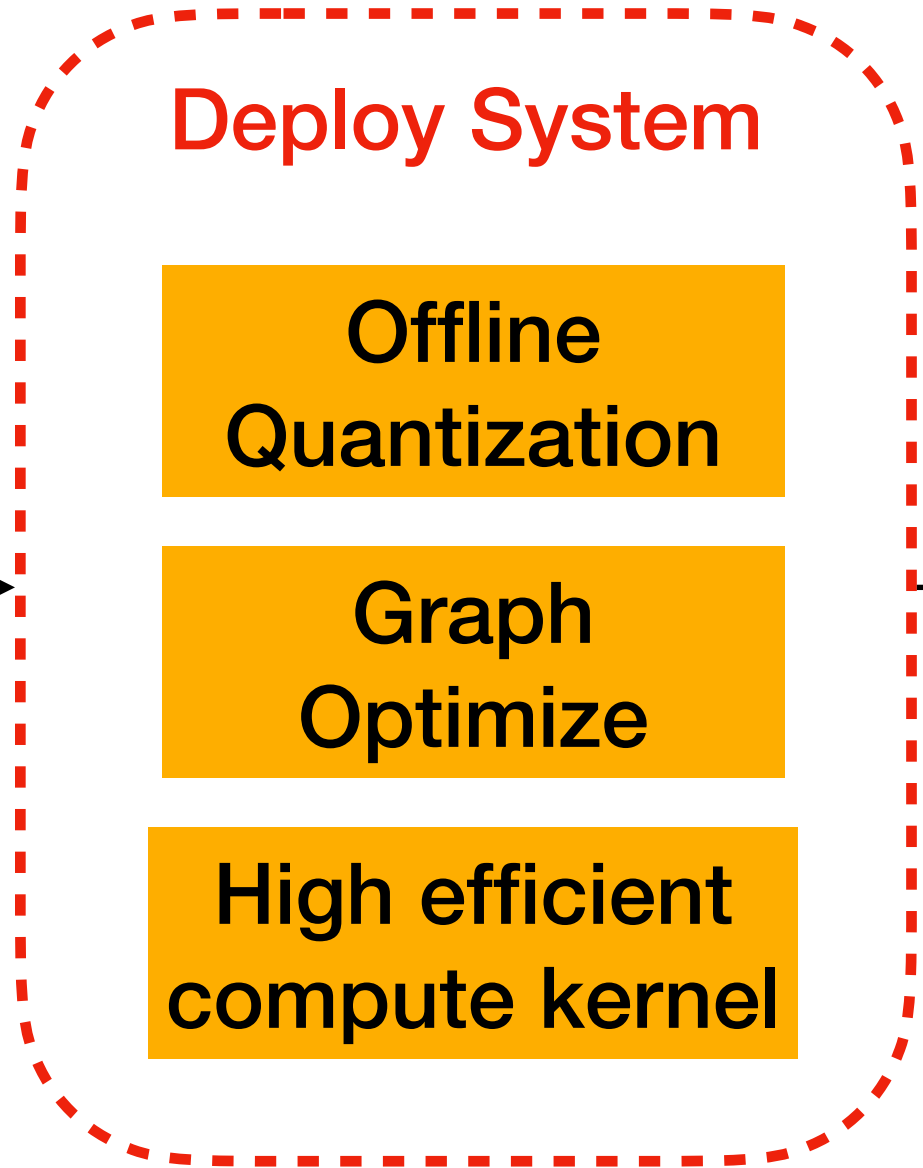 Deploy System
Offline
Quantization
Graph
Optimize
High efficient
compute kernel